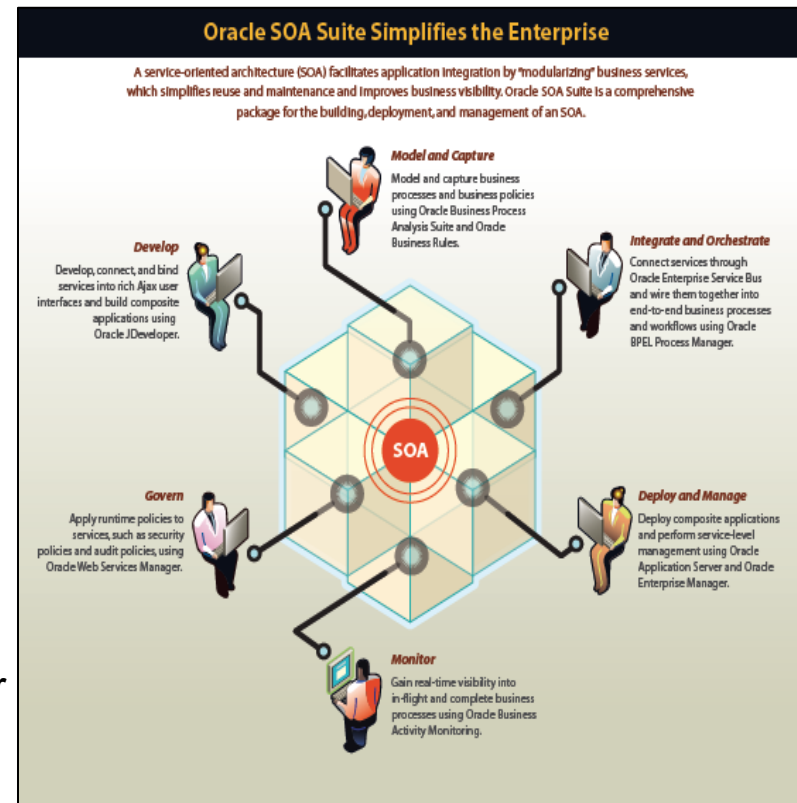 Oracle SOA Suite Simplifies the Enterprise
A service-oriented architecture (SOA) facilitates application integration by "modularizing" business services,
which simplifies reuse and maintenance and improves business visibility. Oracle SOA Suite is a comprehensive
package for the building, deployment, and management of an SOA.
Model and Capture
Model and capture business
processes and business policies
using Oracle Business Process
Analysis Suite and Oracle
Business Rules.
Develop
Develop, connect, and bind
services into rich Ajax user
interfaces and build composite
applications using
Oracle JDeveloper.
Integrate and Orchestrate
Connect services through
Oracle Enterprise Service Bus
and wire them together into
end-to-end business processes
and workflows using Oracle
BPEL Process Manager.
SOA
Govern
Apply runtime policies to
services, such as security
policies and audit policies, using
Oracle Web Services Manager.
Deploy and Manage
Deploy composite applications
and perform service-level
management using Oracle
Application Server and Oracle
Enterprise Manager.
r
Monitor
Gain real-time visibility into
in-flight and complete business
processes using Oracle Business
Activity Monitoring.